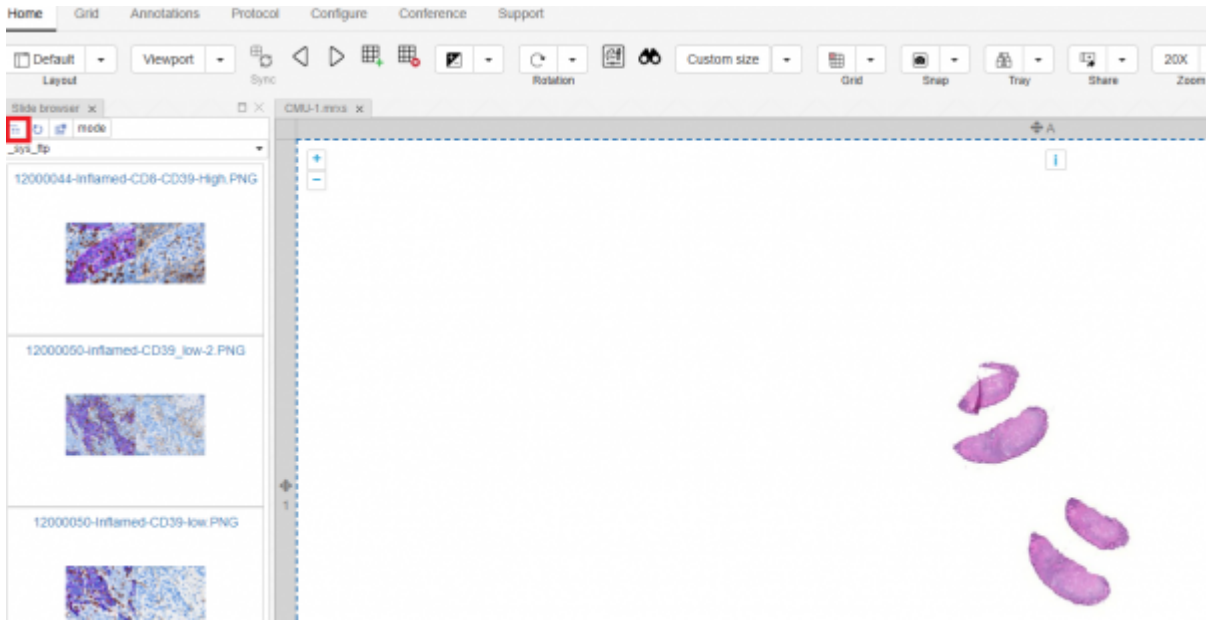 Home Grid Annotations Protocol Configure Conference Support
Default Viewport Custom size 20X
Layout Sync Rotation Grid Snap Tray Share Zoom
Slide browser x CMU-1.mrxs x
mode A
_sys_ftp
+ i
−
12000044-Inflamed-CD8-CD39-High.PNG
12000050-inflamed-CD39_low-2.PNG
1
12000050-Inflamed-CD39-low.PNG